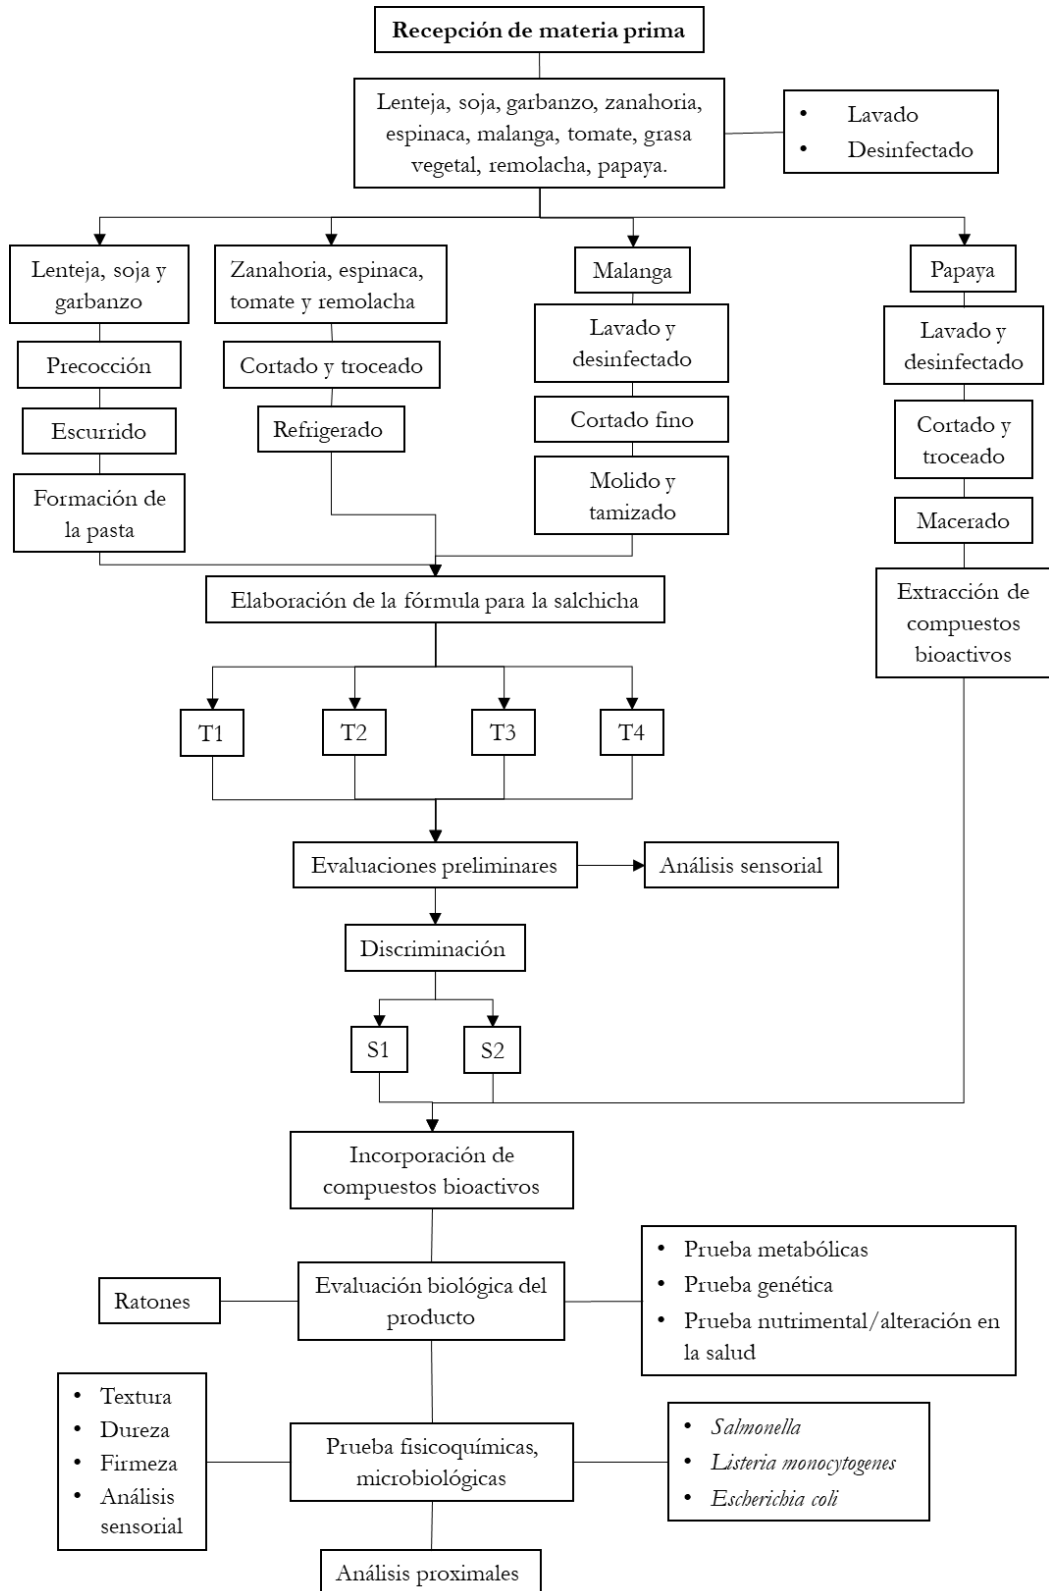 Recepción de materia prima
Lenteja, soja, garbanzo, zanahoria,
espinaca, malanga, tomate, grasa
vegetal, remolacha, papaya.
• Lavado
• Desinfectado
Lenteja, soja y
garbanzo
Zanahoria, espinaca,
tomate y remolacha
Malanga
Papaya
Precocción
Cortado y troceado
Lavado y
desinfectado
Lavado y
desinfectado
Escurrido
Refrigerado
Cortado fino
Cortado y
troceado
Formación de
la pasta
Molido y
tamizado
Macerado
Elaboración de la fórmula para la salchicha
Extracción de
compuestos
bioactivos
T1
T2
T3
T4
Evaluaciones preliminares
Análisis sensorial
Discriminación
S1
S2
Incorporación de
compuestos bioactivos
Ratones
Evaluación biológica del
producto
• Prueba metabólicas
• Prueba genética
• Prueba nutrimental/alteración en
la salud
• Textura
• Dureza
• Firmeza
• Análisis
sensorial
Prueba fisicoquímicas,
microbiológicas
• Salmonella
• Listeria monocytogenes
• Escherichia coli
Análisis proximales